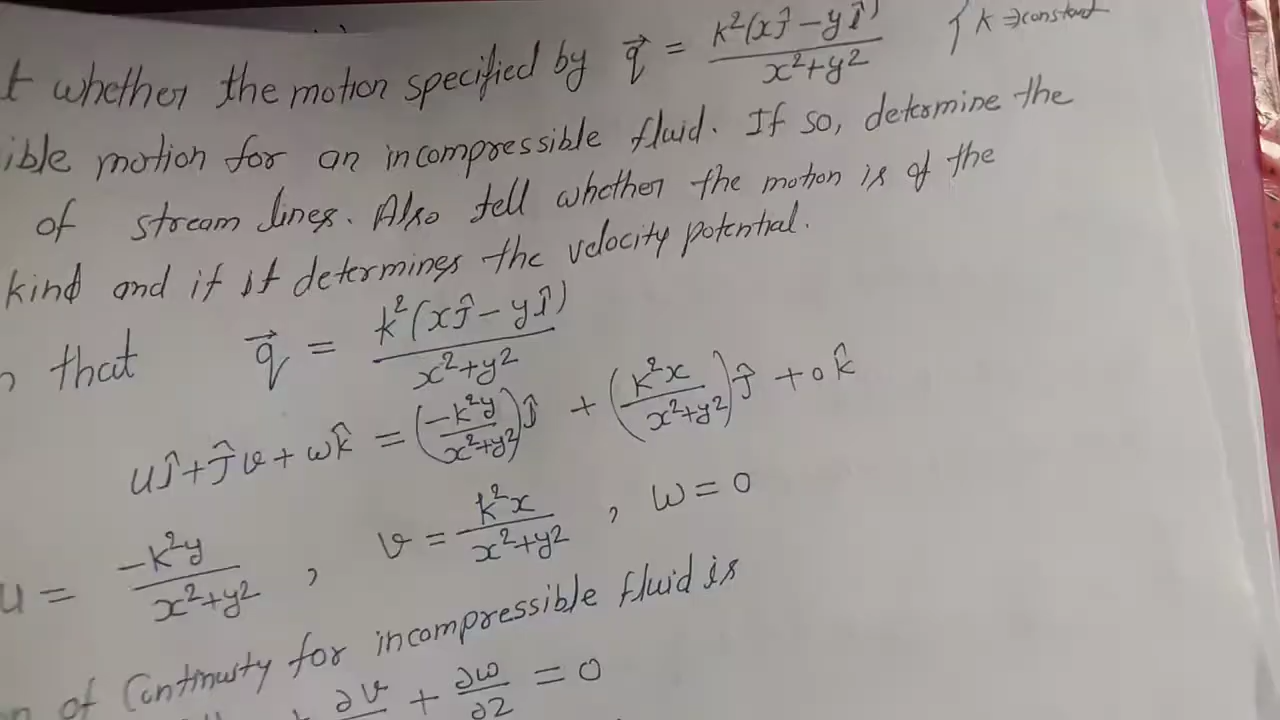 t whether the motion specified by q⃗ = k²(xĵ - yî) / x²+y² { k ⇒ constant
ible motion for an incompressible fluid. If so, determine the
of stream lines. Also tell whether the motion is of the
kind and if it determines the velocity potential.
that q⃗ = k²(xĵ - yî) / x²+y²
uî + ĵv + wk̂ = (-k²y / x²+y²)î + (k²x / x²+y²)ĵ + 0k̂
u = -k²y / x²+y² , v = k²x / x²+y² , w = 0
of Continuity for incompressible fluid is
∂v + ∂w / ∂z = 0